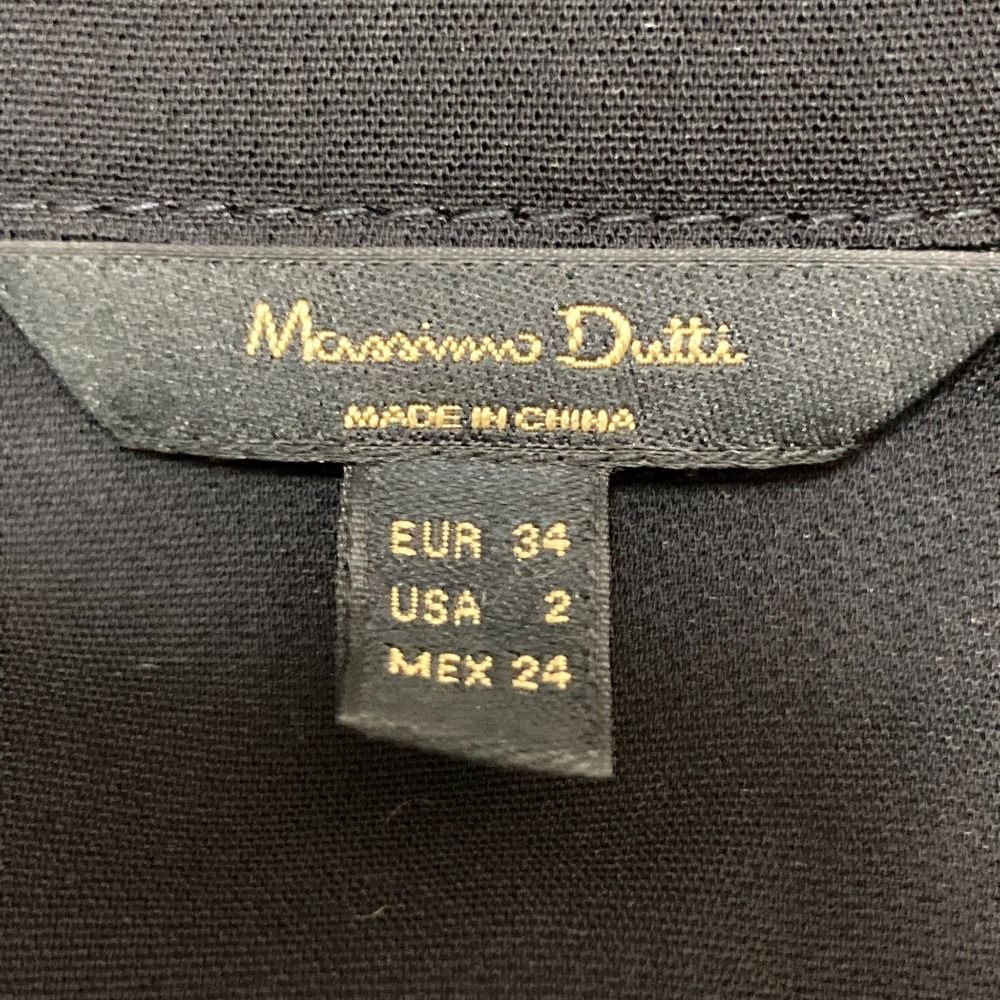 Massimo Dutti
MADE IN CHINA
EUR 34
USA 2
MEX 24